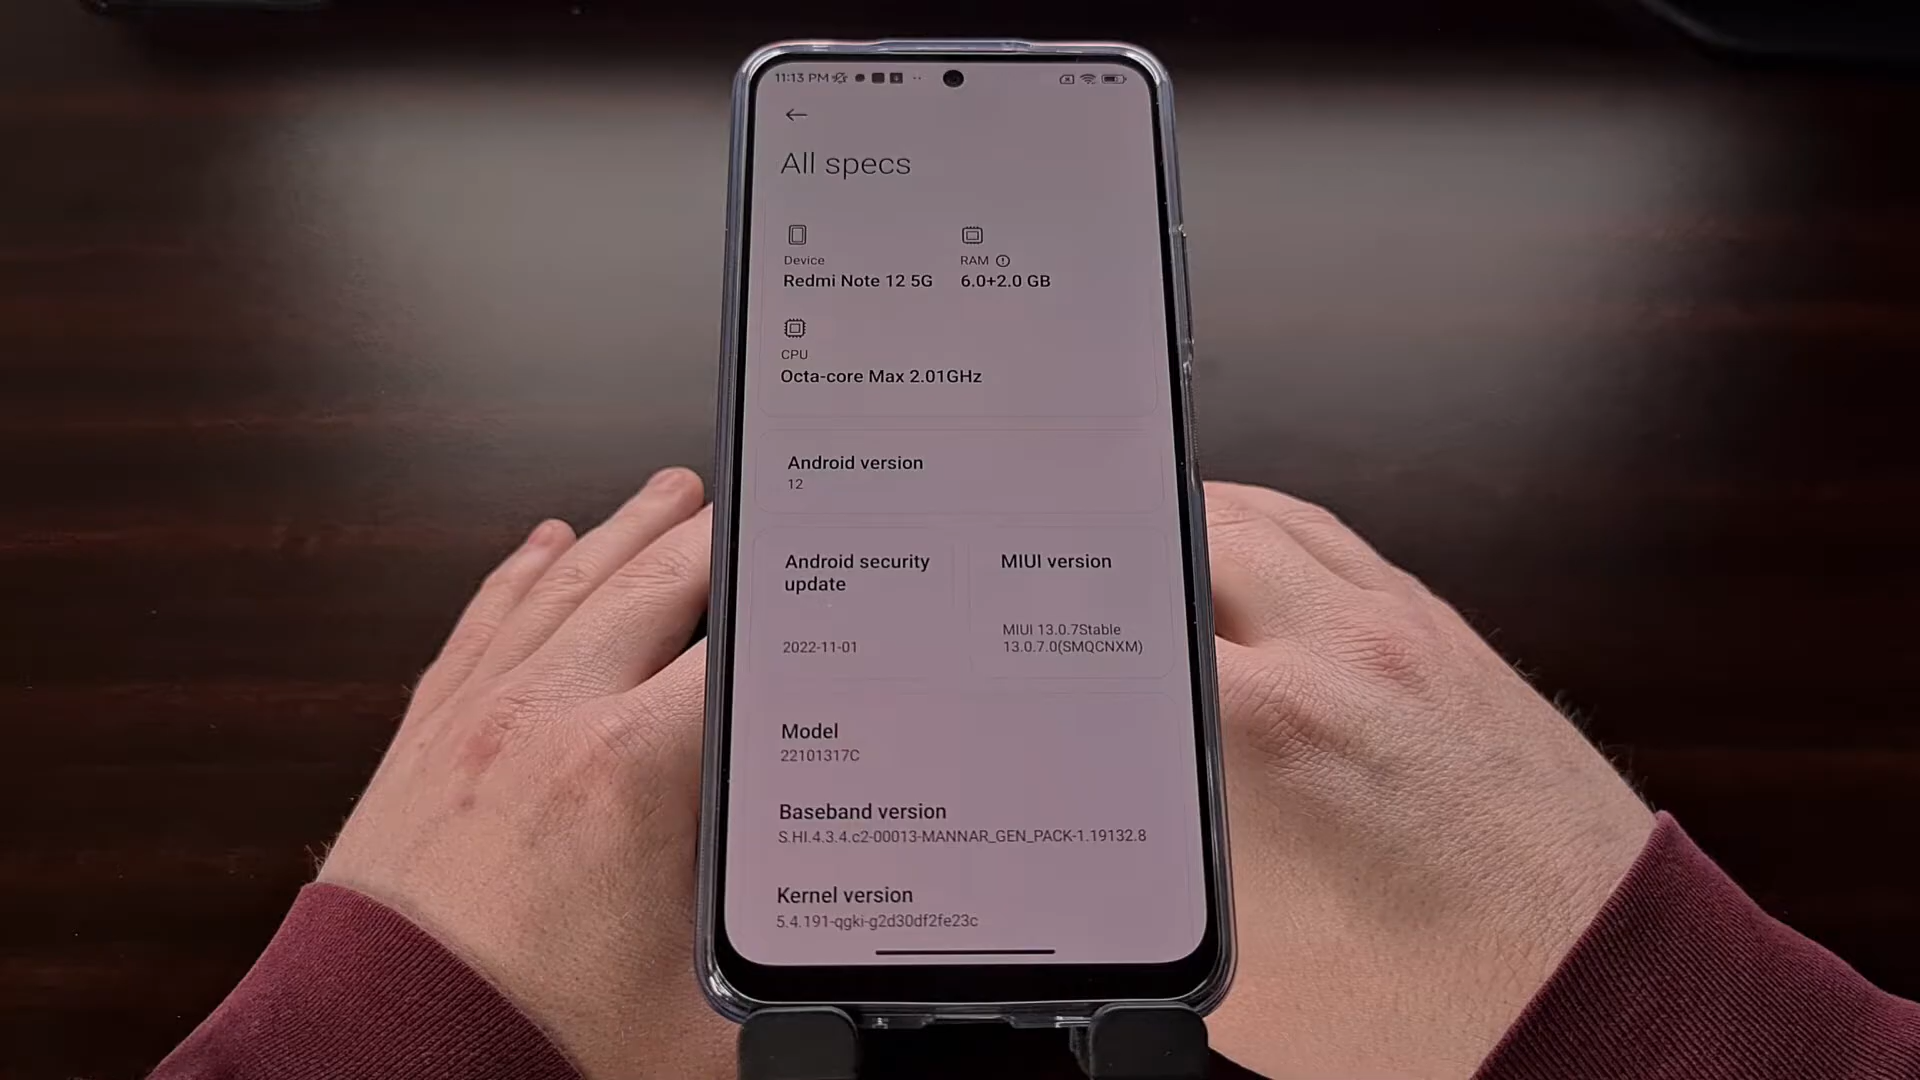 11:13 PM
All specs
Device
Redmi Note 12 5G
RAM
6.0+2.0 GB
CPU
Octa-core Max 2.01GHz
Android version
12
Android security
update
2022-11-01
MIUI version
MIUI 13.0.7Stable
13.0.7.0(SMQCNXM)
Model
22101317C
Baseband version
S.HI.4.3.4.c2-00013-MANNAR_GEN_PACK-1.19132.8
Kernel version
5.4.191-qgki-g2d30df2fe23c